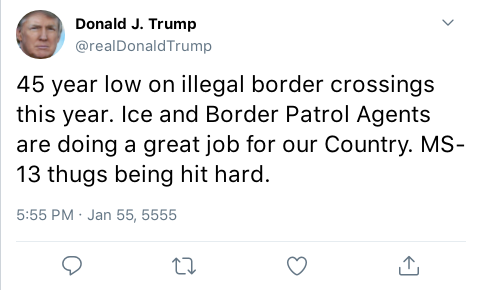 Donald J. Trump
@realDonaldTrump
45 year low on illegal border crossings
this year. Ice and Border Patrol Agents
are doing a great job for our Country. MS-
13 thugs being hit hard.
5:55 PM · Jan 55, 5555